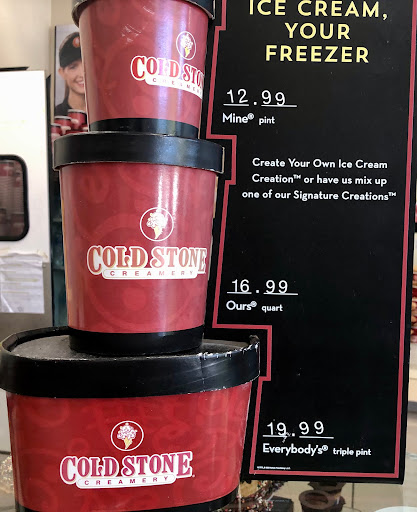 ICE CREAM,
YOUR
FREEZER
COLD STONE
CREAMERY
12.99
Mine® pint
Create Your Own Ice Cream
Creation™ or have us mix up
one of our Signature Creations™
COLD STONE
CREAMERY
16.99
Ours® quart
19.99
Everybody's® triple pint
COLD STONE
CREAMERY